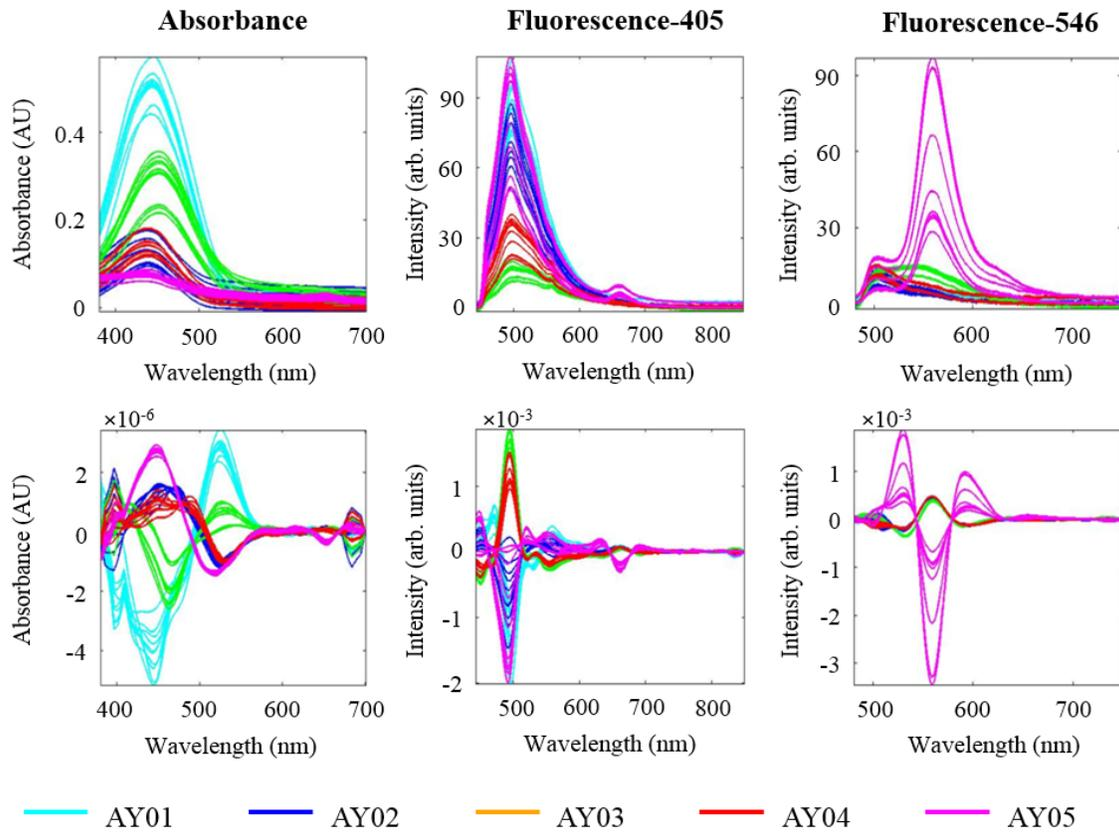 Absorbance
Fluorescence-405
Fluorescence-546
Absorbance (AU)
0.4
0.2
0
400 500 600 700
Wavelength (nm)
Intensity (arb. units)
90
60
30
0
500 600 700 800
Wavelength (nm)
Intensity (arb. units)
90
60
30
0
500 600 700
Wavelength (nm)
×10-6
Absorbance (AU)
2
0
-2
-4
400 500 600 700
Wavelength (nm)
×10-3
Intensity (arb. units)
1
0
-1
-2
500 600 700 800
Wavelength (nm)
×10-3
Intensity (arb. units)
1
0
-1
-2
-3
500 600 700
Wavelength (nm)
AY01 AY02 AY03 AY04 AY05